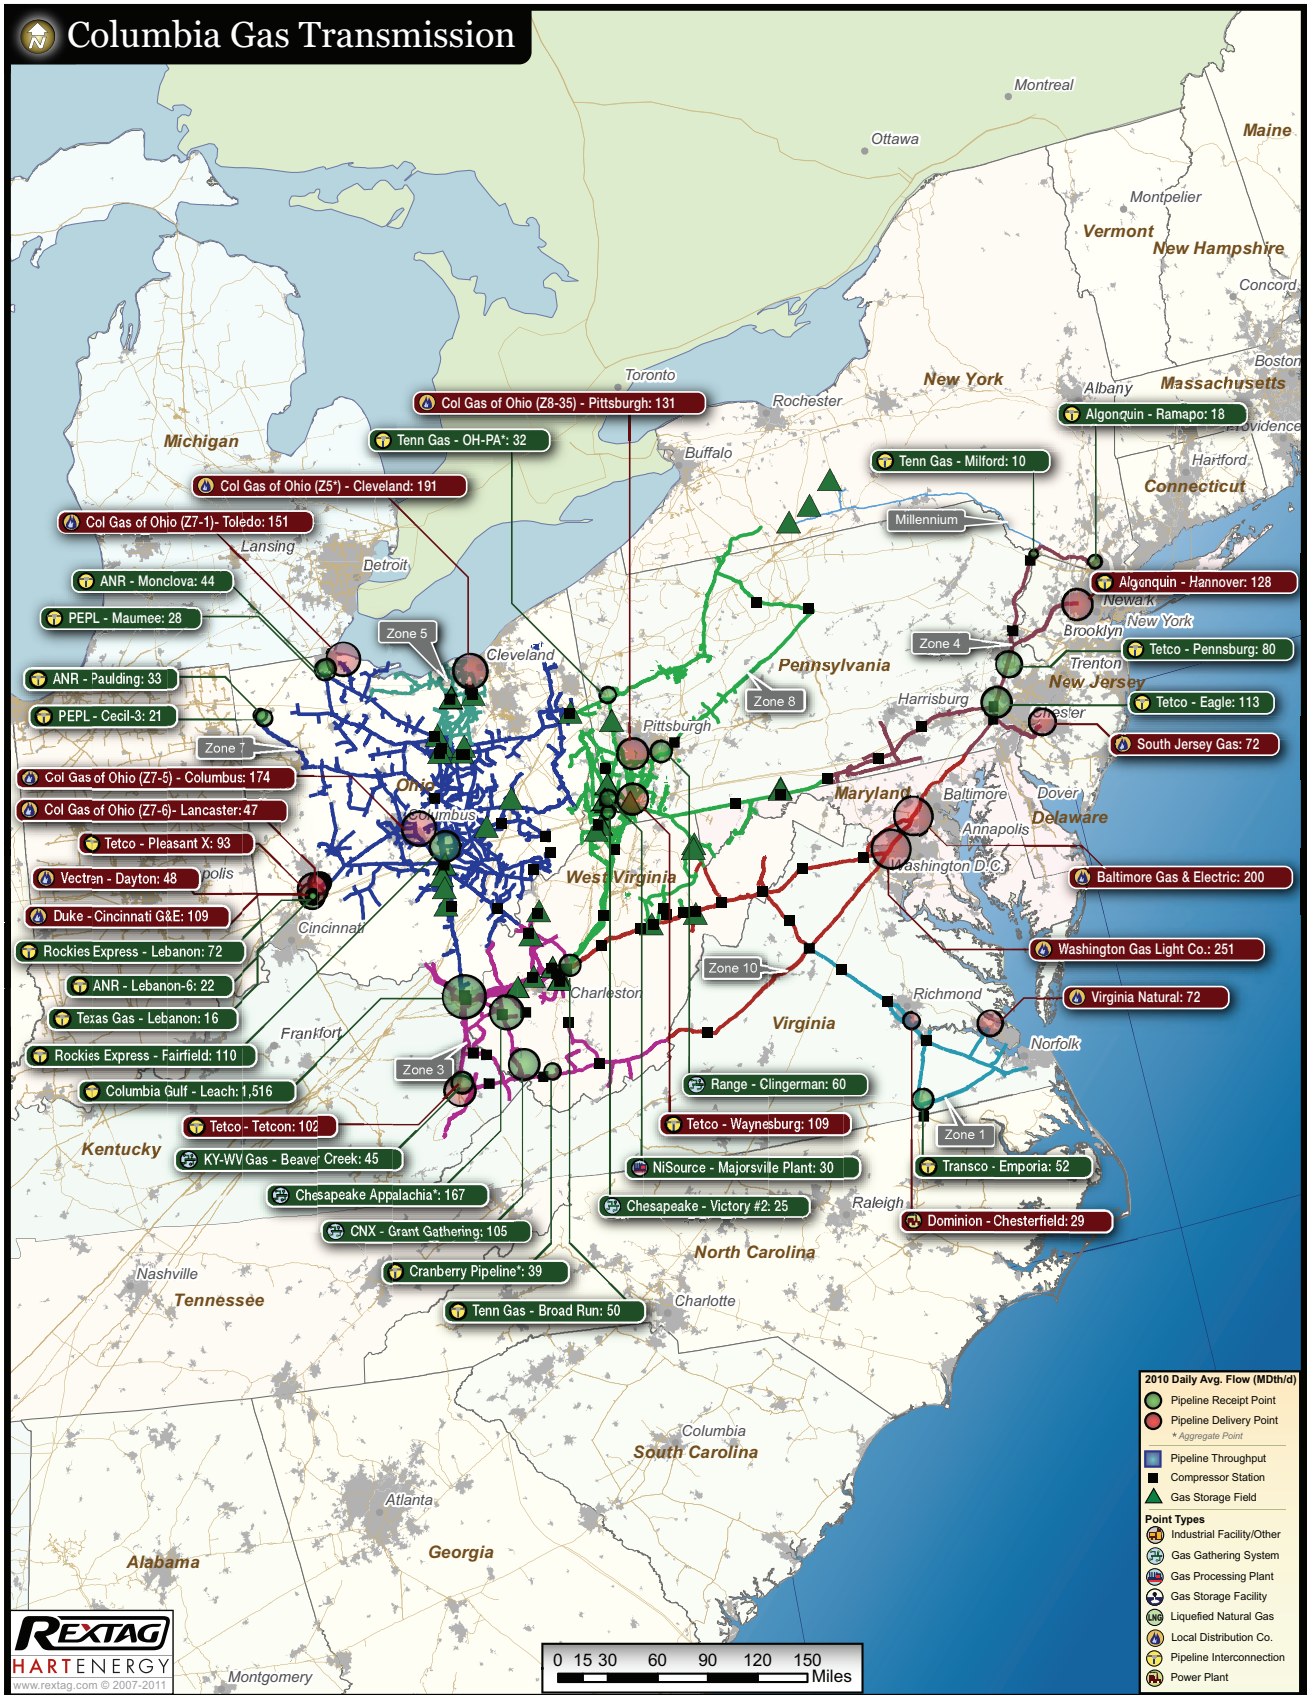 Columbia Gas Transmission
N
Montreal
Maine
Ottawa
Montpelier
Vermont
New Hampshire
Concord
Boston
Toronto
New York
Albany
Massachusetts
Col Gas of Ohio (Z8-35) - Pittsburgh: 131
Rochester
Algonquin - Ramapo: 18
Providence
Michigan
Tenn Gas - OH-PA*: 32
Buffalo
Tenn Gas - Milford: 10
Hartford
Connecticut
Col Gas of Ohio (Z5*) - Cleveland: 191
Col Gas of Ohio (Z7-1)- Toledo: 151
Millennium
Lansing
Detroit
ANR - Monclova: 44
Algonquin - Hannover: 128
Newark
PEPL - Maumee: 28
New York
Brooklyn
Zone 5
Zone 4
Cleveland
Tetco - Pennsburg: 80
Pennsylvania
Trenton
ANR - Paulding: 33
New Jersey
Zone 8
Harrisburg
Tetco - Eagle: 113
PEPL - Cecil-3: 21
Pittsburgh
Chester
South Jersey Gas: 72
Zone 7
Col Gas of Ohio (Z7-5) - Columbus: 174
Ohio
Maryland
Baltimore
Dover
Col Gas of Ohio (Z7-6)- Lancaster: 47
Columbus
Delaware
Annapolis
Tetco - Pleasant X: 93
polis
West Virginia
Washington D.C.
Vectren - Dayton: 48
Baltimore Gas & Electric: 200
Duke - Cincinnati G&E: 109
Cincinnati
Rockies Express - Lebanon: 72
Washington Gas Light Co.: 251
Zone 10
ANR - Lebanon-6: 22
Charleston
Richmond
Virginia Natural: 72
Texas Gas - Lebanon: 16
Virginia
Frankfort
Norfolk
Rockies Express - Fairfield: 110
Zone 3
Columbia Gulf - Leach: 1,516
Range - Clingerman: 60
Tetco - Tetcon: 102
Tetco - Waynesburg: 109
Zone 1
Kentucky
KY-WV Gas - Beaver Creek: 45
NiSource - Majorsville Plant: 30
Transco - Emporia: 52
Chesapeake Appalachia*: 167
Chesapeake - Victory #2: 25
Raleigh
Dominion - Chesterfield: 29
CNX - Grant Gathering: 105
North Carolina
Cranberry Pipeline*: 39
Nashville
Tennessee
Tenn Gas - Broad Run: 50
Charlotte
Columbia
South Carolina
Atlanta
Georgia
Alabama
Montgomery
2010 Daily Avg. Flow (MDth/d)
Pipeline Receipt Point
Pipeline Delivery Point
* Aggregate Point
Pipeline Throughput
Compressor Station
Gas Storage Field
Point Types
Industrial Facility/Other
Gas Gathering System
Gas Processing Plant
Gas Storage Facility
LNG Liquefied Natural Gas
Local Distribution Co.
Pipeline Interconnection
Power Plant
REXTAG
HARTENERGY
www.rextag.com © 2007-2011
0 15 30 60 90 120 150
Miles